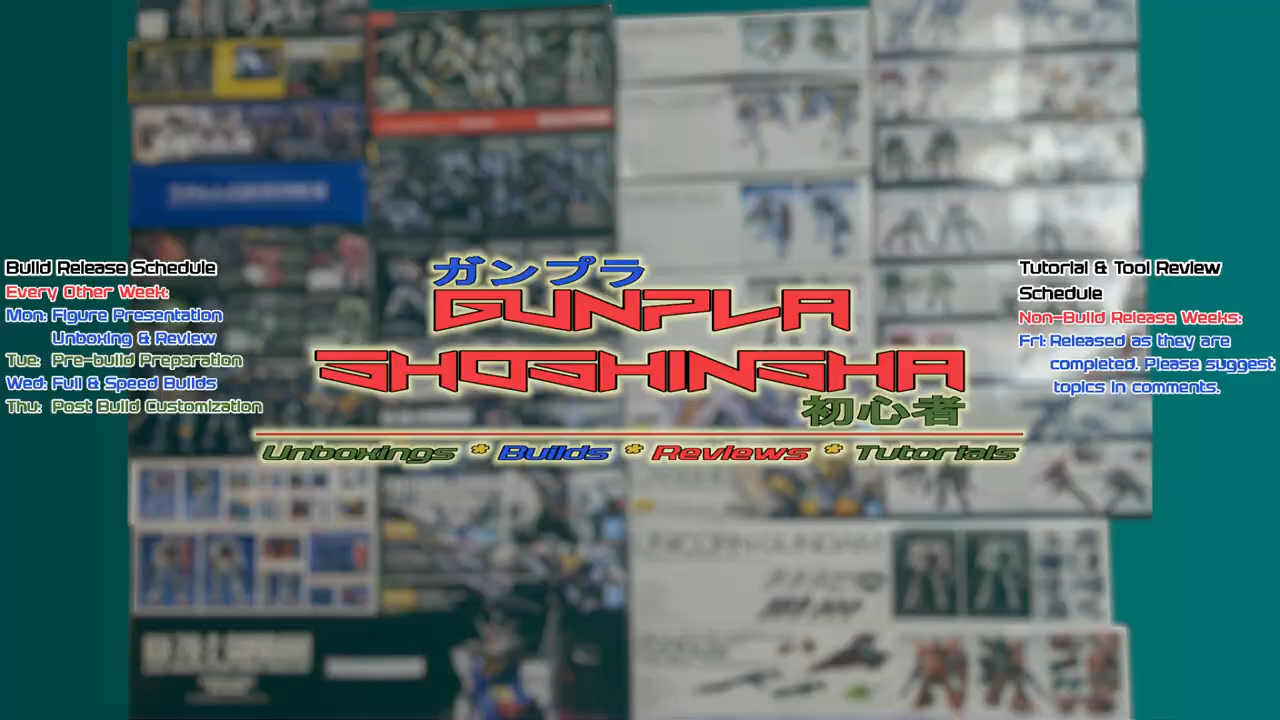 Build Release Schedule
Every Other Week:
Mon: Figure Presentation
Unboxing & Review
Tue: Pre-build Preparation
Wed: Full & Speed Builds
Thu: Post Build Customization
ガンプラ
GUNPLA
SHOSHINSHA
初心者
Unboxings * Builds * Reviews * Tutorials
Tutorial & Tool Review
Schedule
Non-Build Release Weeks:
Fri: Released as they are
completed. Please suggest
topics in comments.
UNICORN GUNDAM